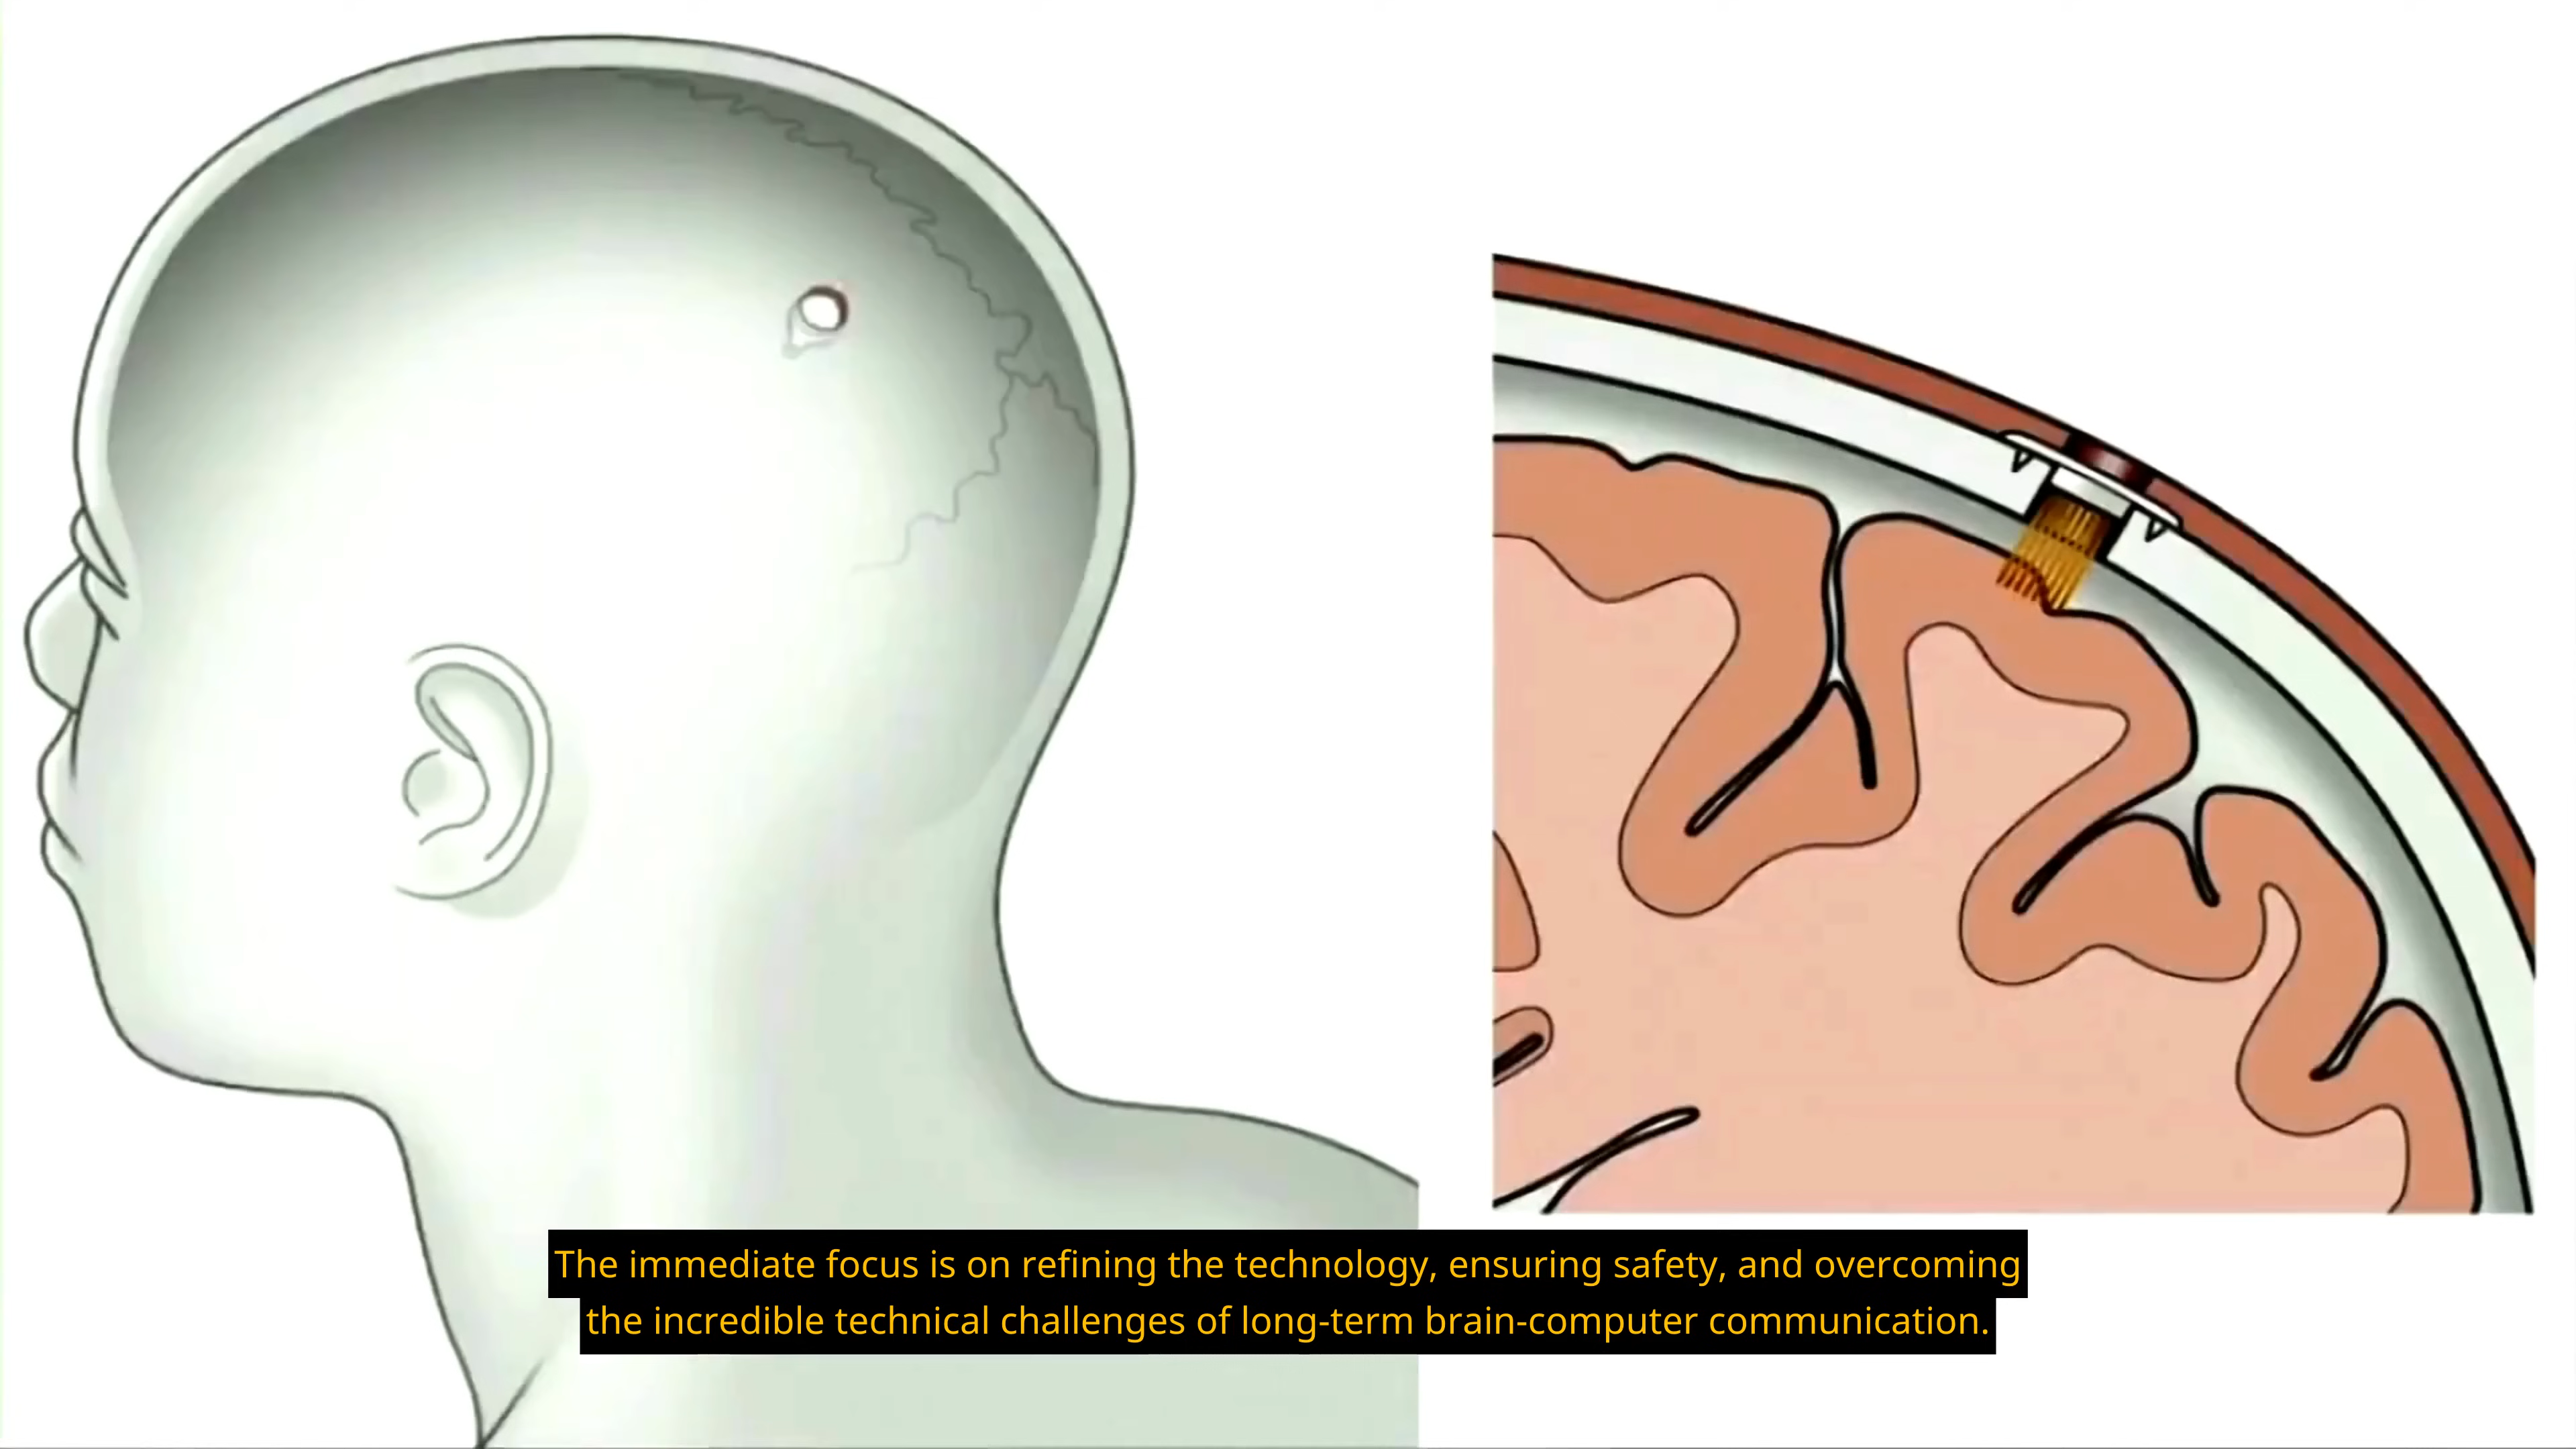 The immediate focus is on refining the technology, ensuring safety, and overcoming
the incredible technical challenges of long-term brain-computer communication.